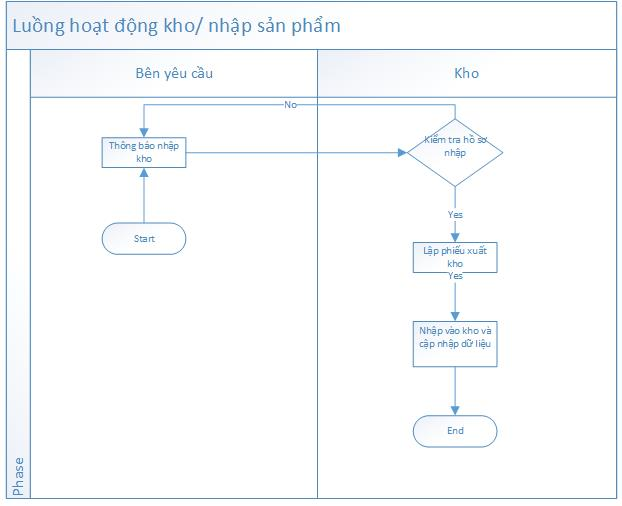 Luồng hoạt động kho/ nhập sản phẩm
Bên yêu cầu
Kho
No
Thông báo nhập
kho
Kiểm tra hồ sơ
nhập
Yes
Start
Lập phiếu xuất
kho
Yes
Nhập vào kho và
cập nhập dữ liệu
End
Phase